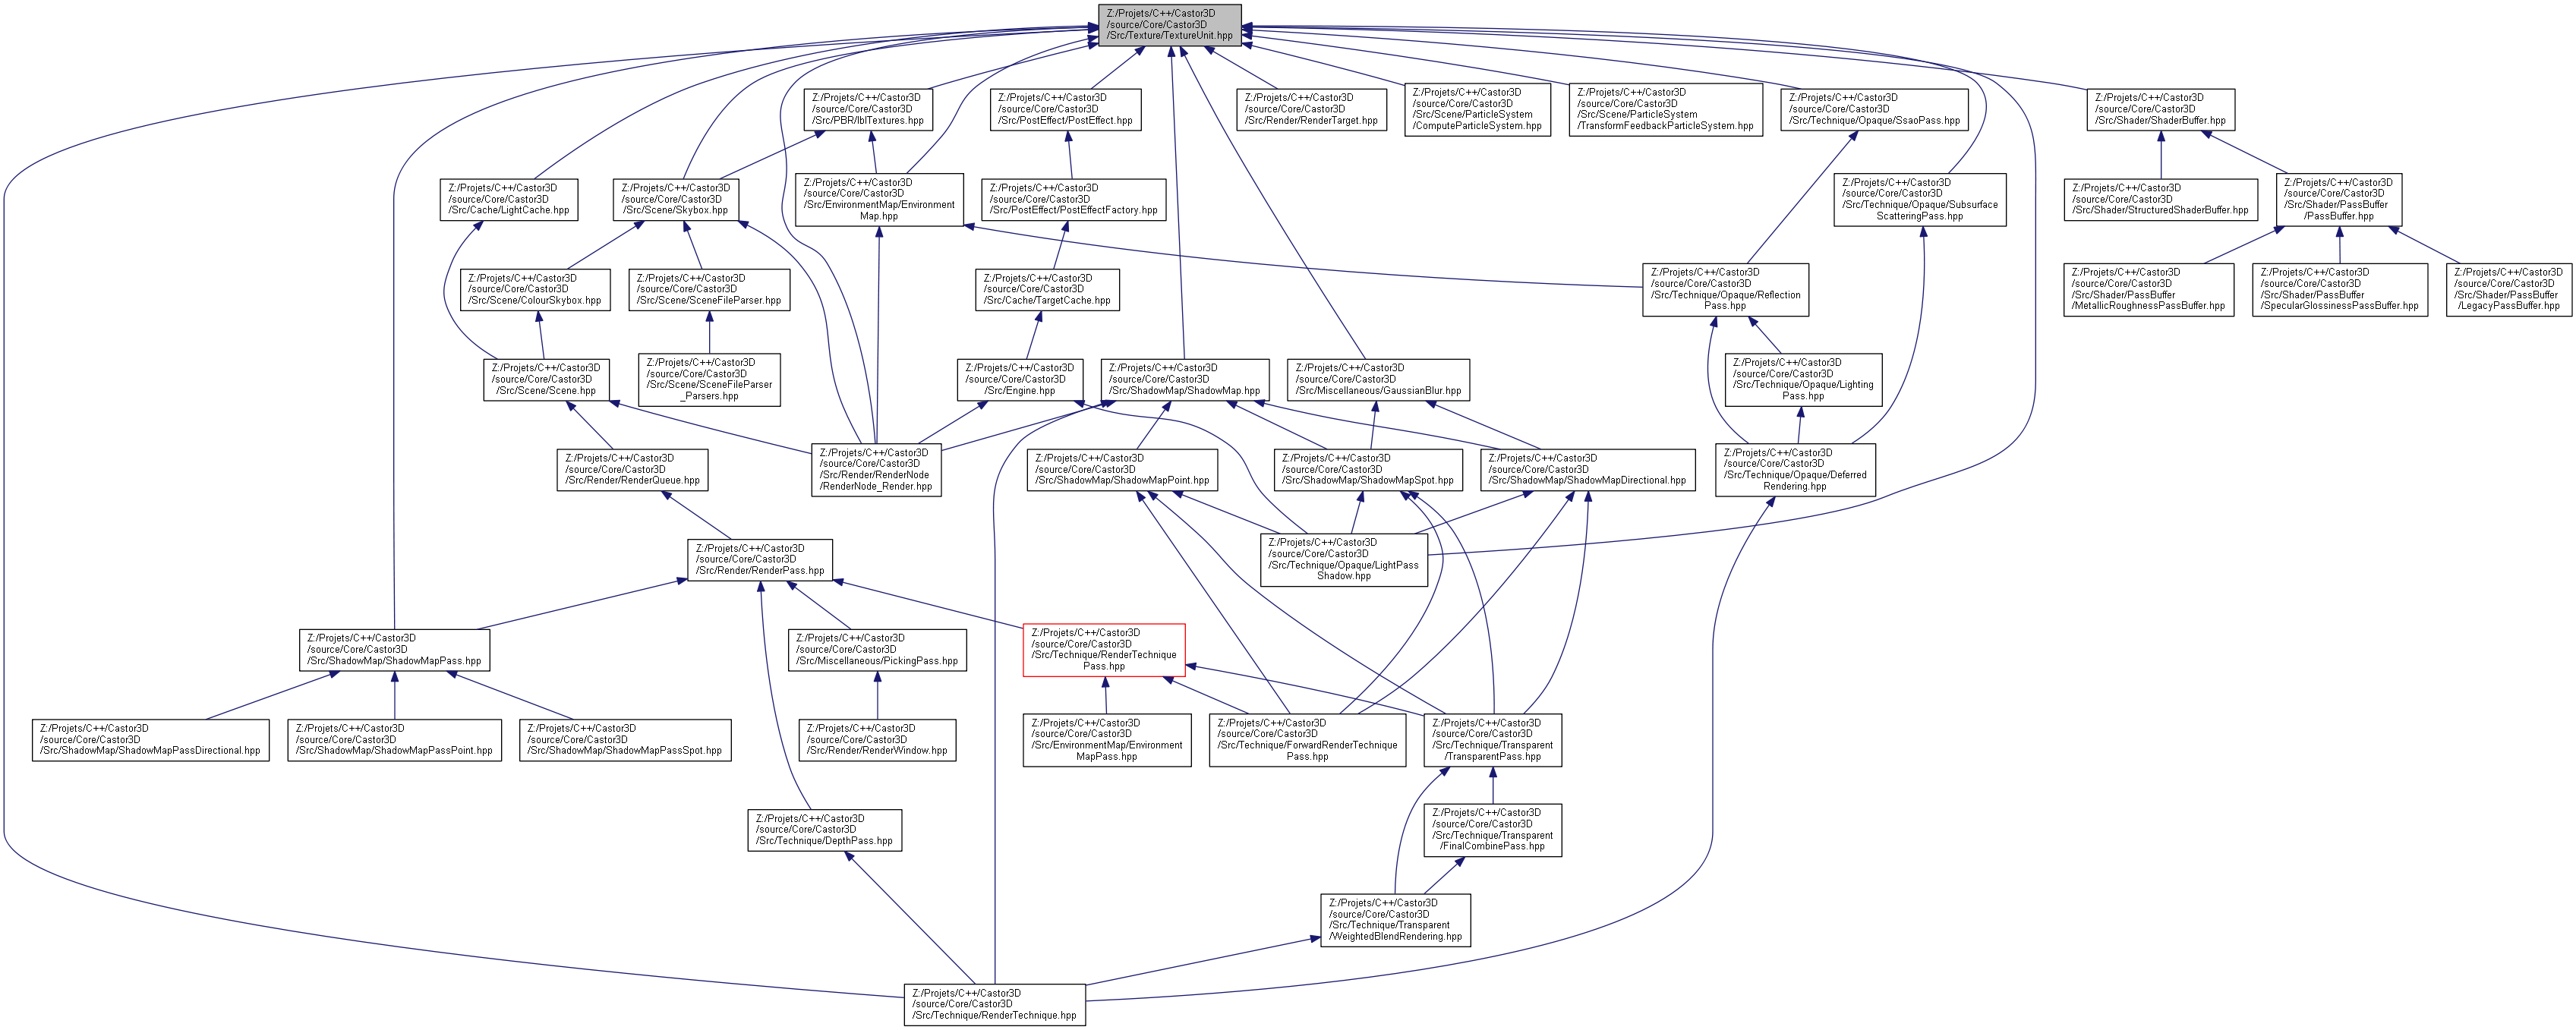 Z:/Projets/C++/Castor3D
/source/Core/Castor3D
/Src/Texture/TextureUnit.hpp
Z:/Projets/C++/Castor3D
/source/Core/Castor3D
/Src/PBR/IblTextures.hpp
Z:/Projets/C++/Castor3D
/source/Core/Castor3D
/Src/PostEffect/PostEffect.hpp
Z:/Projets/C++/Castor3D
/source/Core/Castor3D
/Src/Render/RenderTarget.hpp
Z:/Projets/C++/Castor3D
/source/Core/Castor3D
/Src/Scene/ParticleSystem
/ComputeParticleSystem.hpp
Z:/Projets/C++/Castor3D
/source/Core/Castor3D
/Src/Scene/ParticleSystem
/TransformFeedbackParticleSystem.hpp
Z:/Projets/C++/Castor3D
/source/Core/Castor3D
/Src/Technique/Opaque/SsaoPass.hpp
Z:/Projets/C++/Castor3D
/source/Core/Castor3D
/Src/Shader/ShaderBuffer.hpp
Z:/Projets/C++/Castor3D
/source/Core/Castor3D
/Src/Cache/LightCache.hpp
Z:/Projets/C++/Castor3D
/source/Core/Castor3D
/Src/Scene/Skybox.hpp
Z:/Projets/C++/Castor3D
/source/Core/Castor3D
/Src/EnvironmentMap/Environment
Map.hpp
Z:/Projets/C++/Castor3D
/source/Core/Castor3D
/Src/PostEffect/PostEffectFactory.hpp
Z:/Projets/C++/Castor3D
/source/Core/Castor3D
/Src/Technique/Opaque/Subsurface
ScatteringPass.hpp
Z:/Projets/C++/Castor3D
/source/Core/Castor3D
/Src/Shader/StructuredShaderBuffer.hpp
Z:/Projets/C++/Castor3D
/source/Core/Castor3D
/Src/Shader/PassBuffer
/PassBuffer.hpp
Z:/Projets/C++/Castor3D
/source/Core/Castor3D
/Src/Scene/ColourSkybox.hpp
Z:/Projets/C++/Castor3D
/source/Core/Castor3D
/Src/Scene/SceneFileParser.hpp
Z:/Projets/C++/Castor3D
/source/Core/Castor3D
/Src/Cache/TargetCache.hpp
Z:/Projets/C++/Castor3D
/source/Core/Castor3D
/Src/Technique/Opaque/Reflection
Pass.hpp
Z:/Projets/C++/Castor3D
/source/Core/Castor3D
/Src/Shader/PassBuffer
/MetallicRoughnessPassBuffer.hpp
Z:/Projets/C++/Castor3D
/source/Core/Castor3D
/Src/Shader/PassBuffer
/SpecularGlossinessPassBuffer.hpp
Z:/Projets/C++/Castor3D
/source/Core/Castor3D
/Src/Shader/PassBuffer
/LegacyPassBuffer.hpp
Z:/Projets/C++/Castor3D
/source/Core/Castor3D
/Src/Scene/Scene.hpp
Z:/Projets/C++/Castor3D
/source/Core/Castor3D
/Src/Scene/SceneFileParser
_Parsers.hpp
Z:/Projets/C++/Castor3D
/source/Core/Castor3D
/Src/Engine.hpp
Z:/Projets/C++/Castor3D
/source/Core/Castor3D
/Src/ShadowMap/ShadowMap.hpp
Z:/Projets/C++/Castor3D
/source/Core/Castor3D
/Src/Miscellaneous/GaussianBlur.hpp
Z:/Projets/C++/Castor3D
/source/Core/Castor3D
/Src/Technique/Opaque/Lighting
Pass.hpp
Z:/Projets/C++/Castor3D
/source/Core/Castor3D
/Src/Render/RenderQueue.hpp
Z:/Projets/C++/Castor3D
/source/Core/Castor3D
/Src/Render/RenderNode
/RenderNode_Render.hpp
Z:/Projets/C++/Castor3D
/source/Core/Castor3D
/Src/ShadowMap/ShadowMapPoint.hpp
Z:/Projets/C++/Castor3D
/source/Core/Castor3D
/Src/ShadowMap/ShadowMapSpot.hpp
Z:/Projets/C++/Castor3D
/source/Core/Castor3D
/Src/ShadowMap/ShadowMapDirectional.hpp
Z:/Projets/C++/Castor3D
/source/Core/Castor3D
/Src/Technique/Opaque/Deferred
Rendering.hpp
Z:/Projets/C++/Castor3D
/source/Core/Castor3D
/Src/Render/RenderPass.hpp
Z:/Projets/C++/Castor3D
/source/Core/Castor3D
/Src/Technique/Opaque/LightPass
Shadow.hpp
Z:/Projets/C++/Castor3D
/source/Core/Castor3D
/Src/ShadowMap/ShadowMapPass.hpp
Z:/Projets/C++/Castor3D
/source/Core/Castor3D
/Src/Miscellaneous/PickingPass.hpp
Z:/Projets/C++/Castor3D
/source/Core/Castor3D
/Src/Technique/RenderTechnique
Pass.hpp
Z:/Projets/C++/Castor3D
/source/Core/Castor3D
/Src/ShadowMap/ShadowMapPassDirectional.hpp
Z:/Projets/C++/Castor3D
/source/Core/Castor3D
/Src/ShadowMap/ShadowMapPassPoint.hpp
Z:/Projets/C++/Castor3D
/source/Core/Castor3D
/Src/ShadowMap/ShadowMapPassSpot.hpp
Z:/Projets/C++/Castor3D
/source/Core/Castor3D
/Src/Render/RenderWindow.hpp
Z:/Projets/C++/Castor3D
/source/Core/Castor3D
/Src/EnvironmentMap/Environment
MapPass.hpp
Z:/Projets/C++/Castor3D
/source/Core/Castor3D
/Src/Technique/ForwardRenderTechnique
Pass.hpp
Z:/Projets/C++/Castor3D
/source/Core/Castor3D
/Src/Technique/Transparent
/TransparentPass.hpp
Z:/Projets/C++/Castor3D
/source/Core/Castor3D
/Src/Technique/DepthPass.hpp
Z:/Projets/C++/Castor3D
/source/Core/Castor3D
/Src/Technique/Transparent
/FinalCombinePass.hpp
Z:/Projets/C++/Castor3D
/source/Core/Castor3D
/Src/Technique/Transparent
/WeightedBlendRendering.hpp
Z:/Projets/C++/Castor3D
/source/Core/Castor3D
/Src/Technique/RenderTechnique.hpp